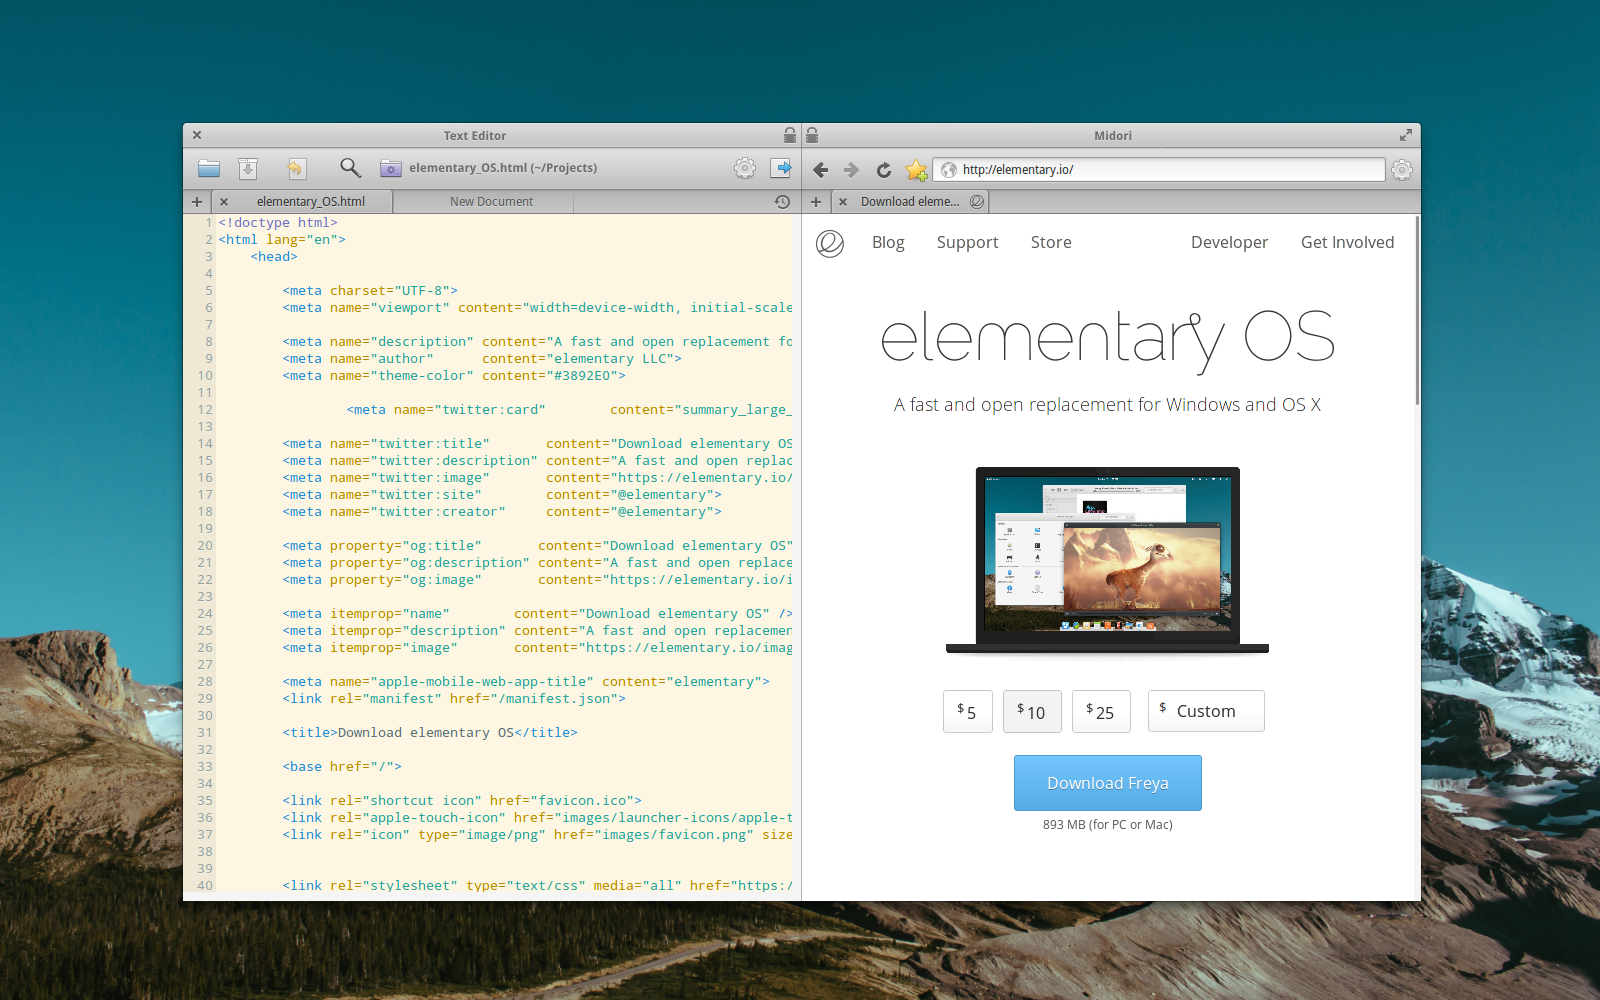 Text Editor
elementary_OS.html (~/Projects)
elementary_OS.html
New Document
1 <!doctype html>
2 <html lang="en">
3 <head>
4
5 <meta charset="UTF-8">
6 <meta name="viewport" content="width=device-width, initial-scale
7
8 <meta name="description" content="A fast and open replacement fo
9 <meta name="author" content="elementary LLC">
10 <meta name="theme-color" content="#3892E0">
11
12 <meta name="twitter:card" content="summary_large_
13
14 <meta name="twitter:title" content="Download elementary OS
15 <meta name="twitter:description" content="A fast and open replac
16 <meta name="twitter:image" content="https://elementary.io/
17 <meta name="twitter:site" content="@elementary">
18 <meta name="twitter:creator" content="@elementary">
19
20 <meta property="og:title" content="Download elementary OS"
21 <meta property="og:description" content="A fast and open replace
22 <meta property="og:image" content="https://elementary.io/i
23
24 <meta itemprop="name" content="Download elementary OS" />
25 <meta itemprop="description" content="A fast and open replacemen
26 <meta itemprop="image" content="https://elementary.io/imag
27
28 <meta name="apple-mobile-web-app-title" content="elementary">
29 <link rel="manifest" href="/manifest.json">
30
31 <title>Download elementary OS</title>
32
33 <base href="/">
34
35 <link rel="shortcut icon" href="favicon.ico">
36 <link rel="apple-touch-icon" href="images/launcher-icons/apple-t
37 <link rel="icon" type="image/png" href="images/favicon.png" size
38
39
40 <link rel="stylesheet" type="text/css" media="all" href="https:/
Midori
http://elementary.io/
Download eleme...
Blog Support Store Developer Get Involved
elementary OS
A fast and open replacement for Windows and OS X
$5 $10 $25 $ Custom
Download Freya
893 MB (for PC or Mac)